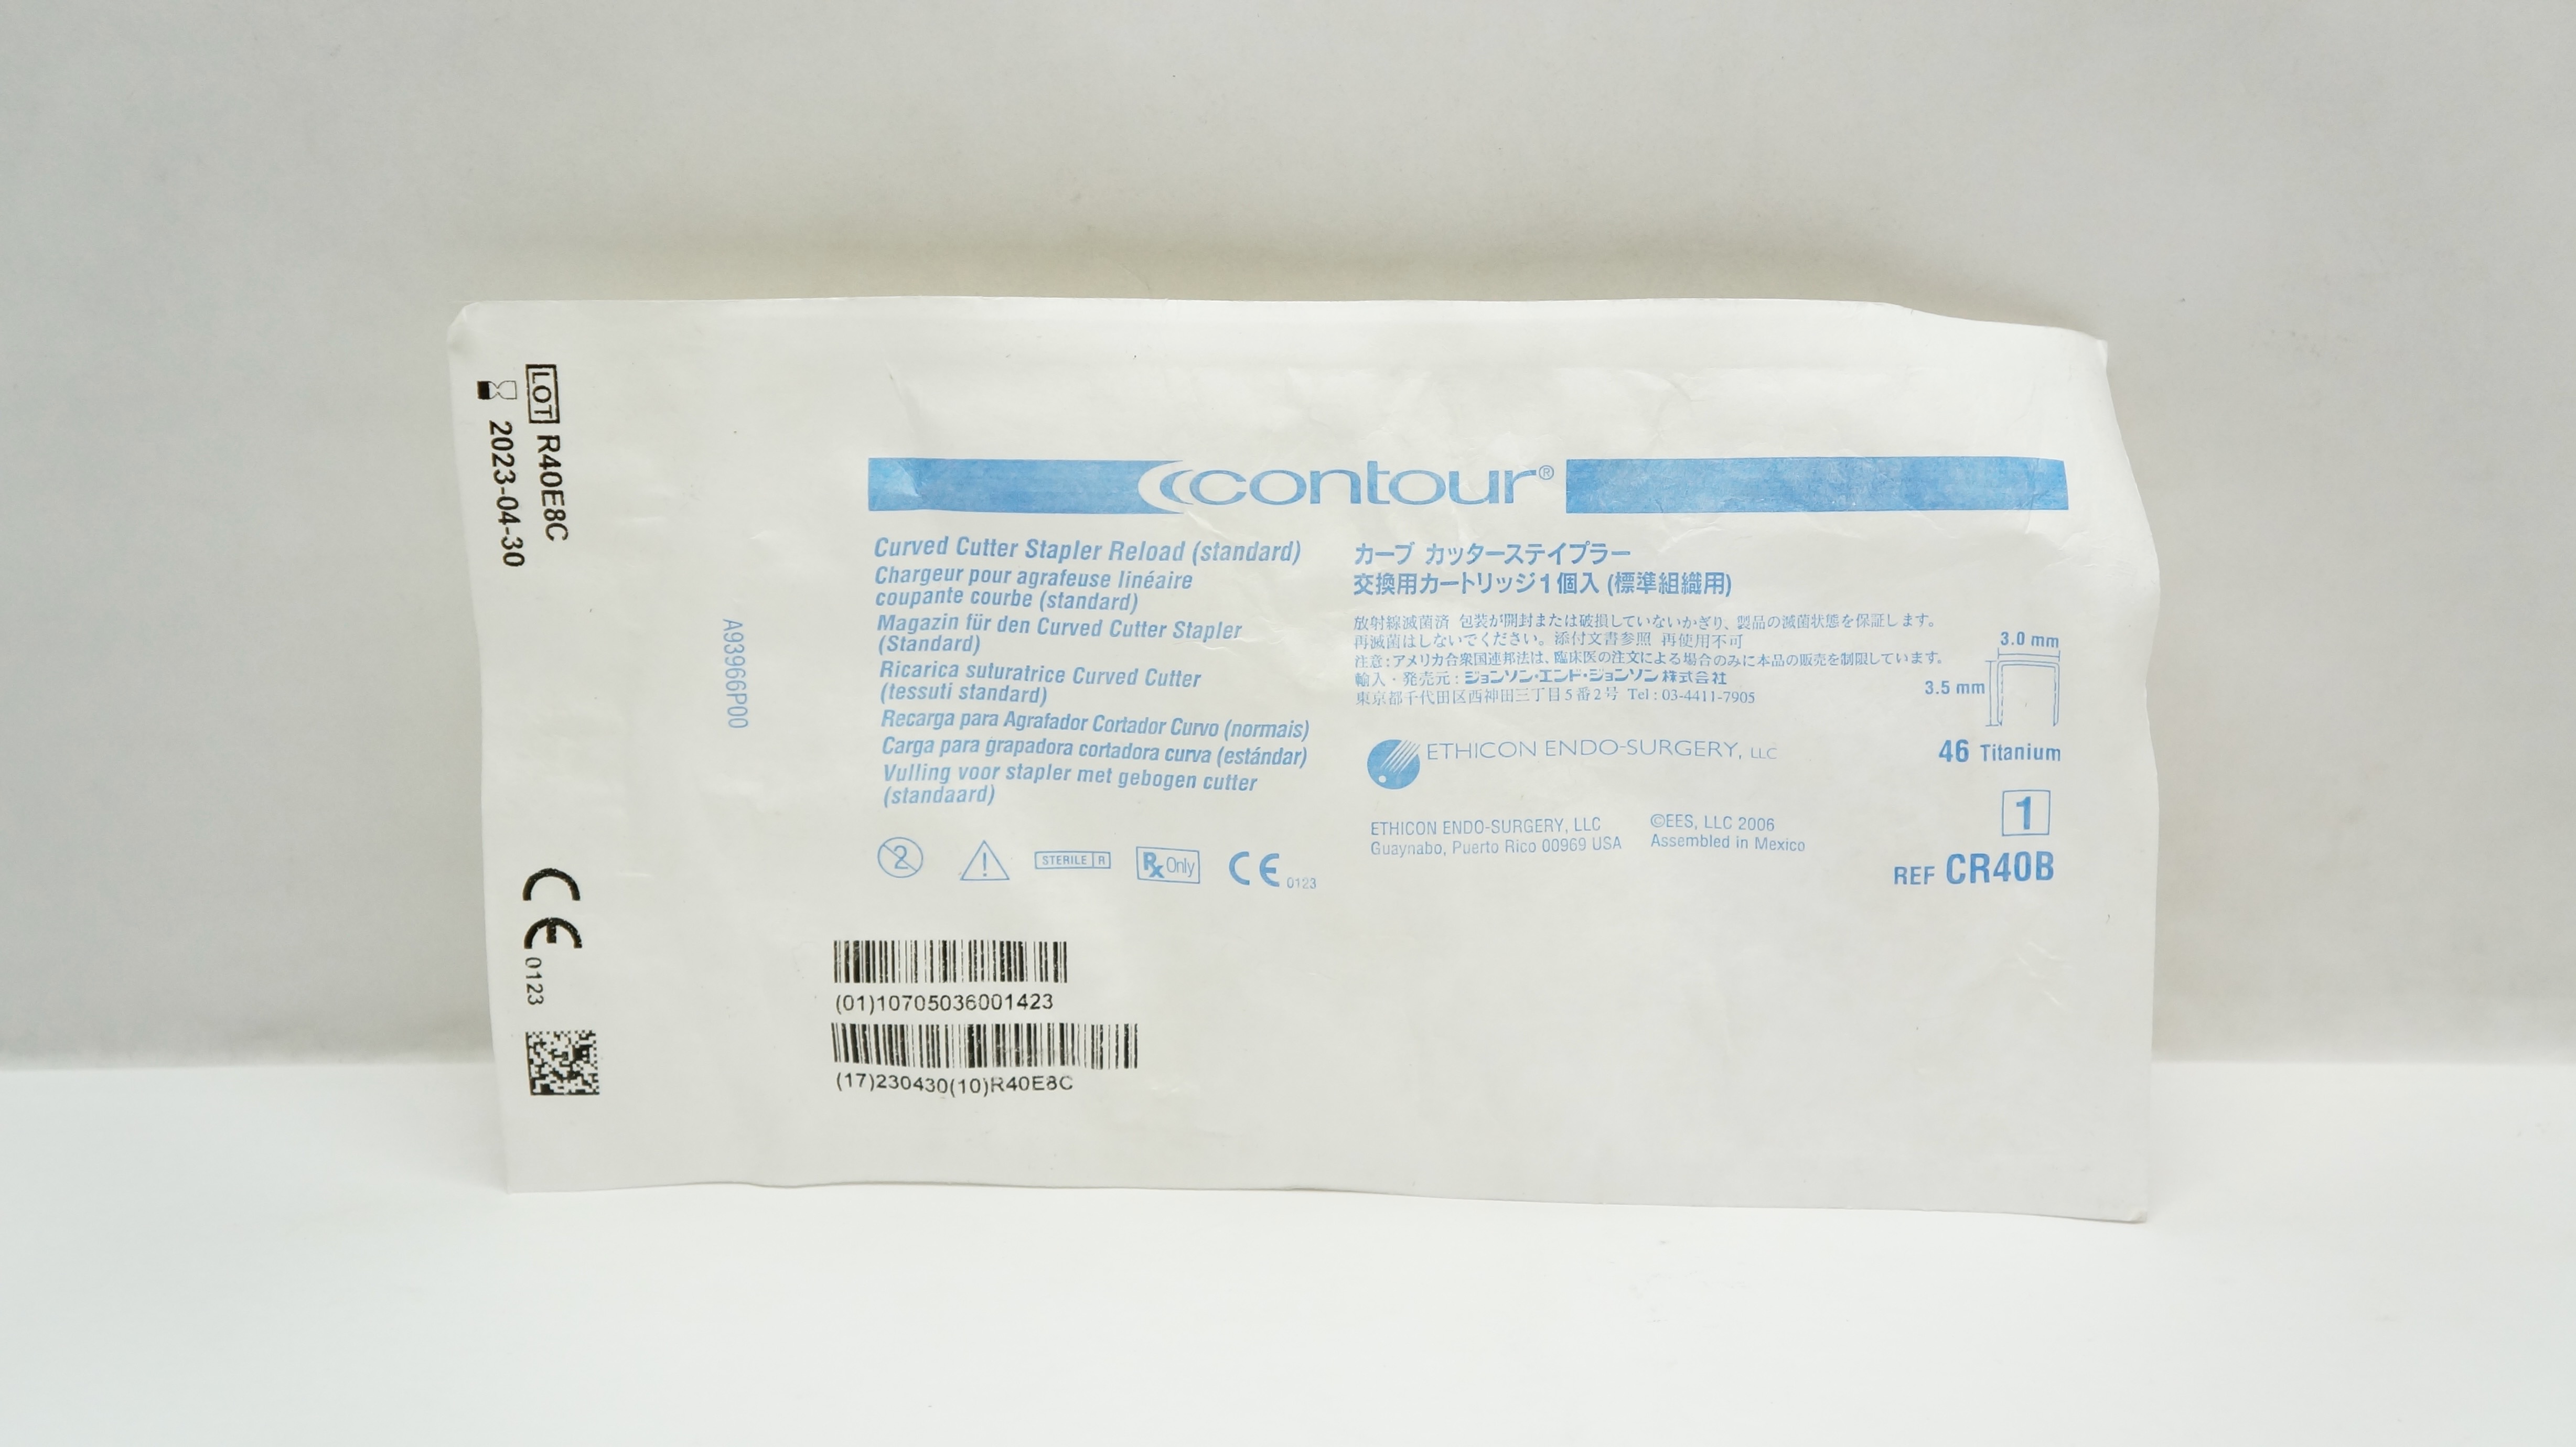 LOT R40E8C
2023-04-30
CE 0123
A93966P00
contour®
Curved Cutter Stapler Reload (standard)
Chargeur pour agrafeuse linéaire
coupante courbe (standard)
Magazin für den Curved Cutter Stapler
(Standard)
Ricarica suturatrice Curved Cutter
(tessuti standard)
Recarga para Agrafador Cortador Curvo (normais)
Carga para grapadora cortadora curva (estándar)
Vulling voor stapler met gebogen cutter
(standaard)
2
!
STERILE R
Rx Only
CE 0123
カーブ カッターステイプラー
交換用カートリッジ1個入 (標準組織用)
放射線滅菌済 包装が開封または破損していないかぎり、製品の滅菌状態を保証します。
再滅菌はしないでください。添付文書参照 再使用不可
注意:アメリカ合衆国連邦法は、臨床医の注文による場合のみに本品の販売を制限しています。
輸入・発売元:ジョンソン・エンド・ジョンソン株式会社
東京都千代田区西神田三丁目5番2号 Tel:03-4411-7905
ETHICON ENDO-SURGERY, LLC
ETHICON ENDO-SURGERY, LLC
Guaynabo, Puerto Rico 00969 USA
©EES, LLC 2006
Assembled in Mexico
3.0 mm
3.5 mm
46 Titanium
1
REF CR40B
(01)10705036001423
(17)230430(10)R40E8C